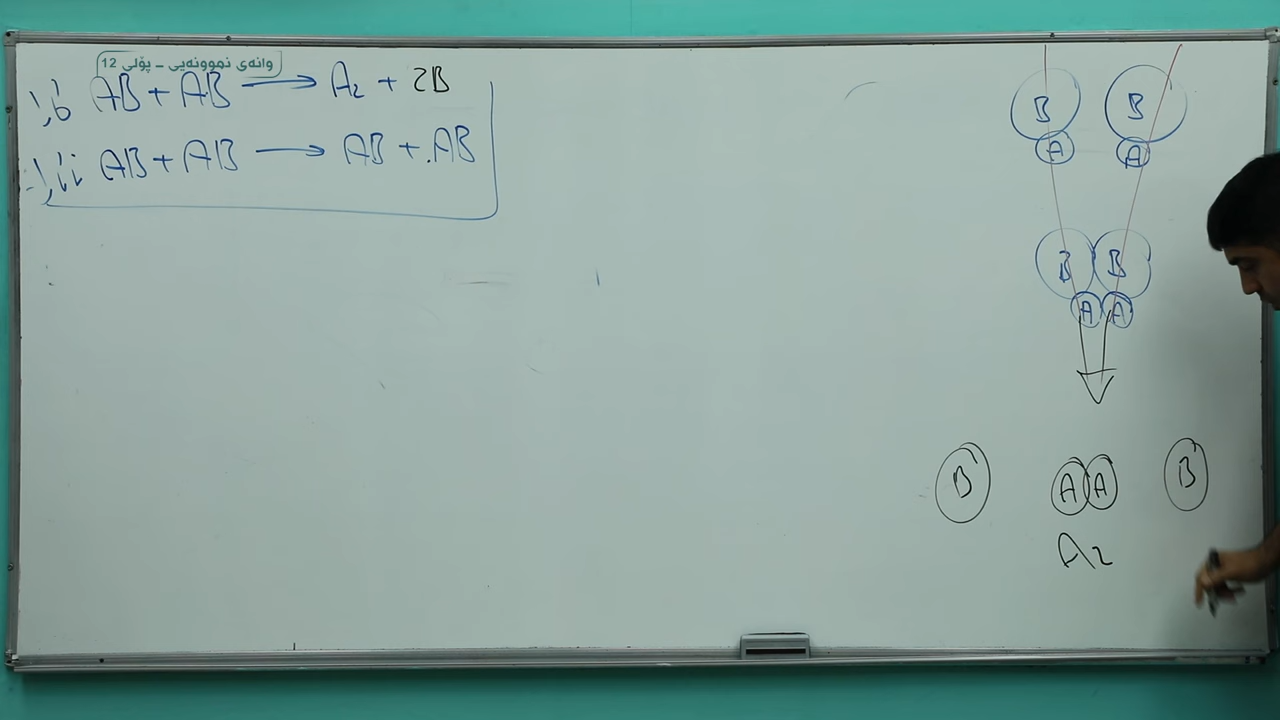 وانەی نموونەیی – پۆلی 12
AB + AB → A₂ + 2B
AB + AB → AB + AB
B B
A A
B B
A A
B A A B
A₂